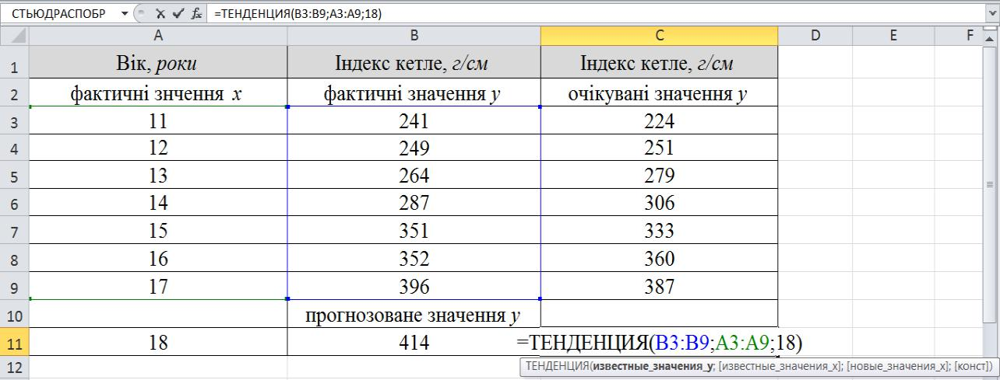 СТЬЮДРАСПОБР =ТЕНДЕНЦИЯ(B3:B9;A3:A9;18)
A B C D E F
1 Вік, роки Індекс кетле, г/см Індекс кетле, г/см
2 фактичні знчення x фактичні значення y очікувані значення y
3 11 241 224
4 12 249 251
5 13 264 279
6 14 287 306
7 15 351 333
8 16 352 360
9 17 396 387
10 прогнозоване значення y
11 18 414 =ТЕНДЕНЦИЯ(B3:B9;A3:A9;18)
12 ТЕНДЕНЦИЯ(известные_значения_y; [известные_значения_x]; [новые_значения_x]; [конст])